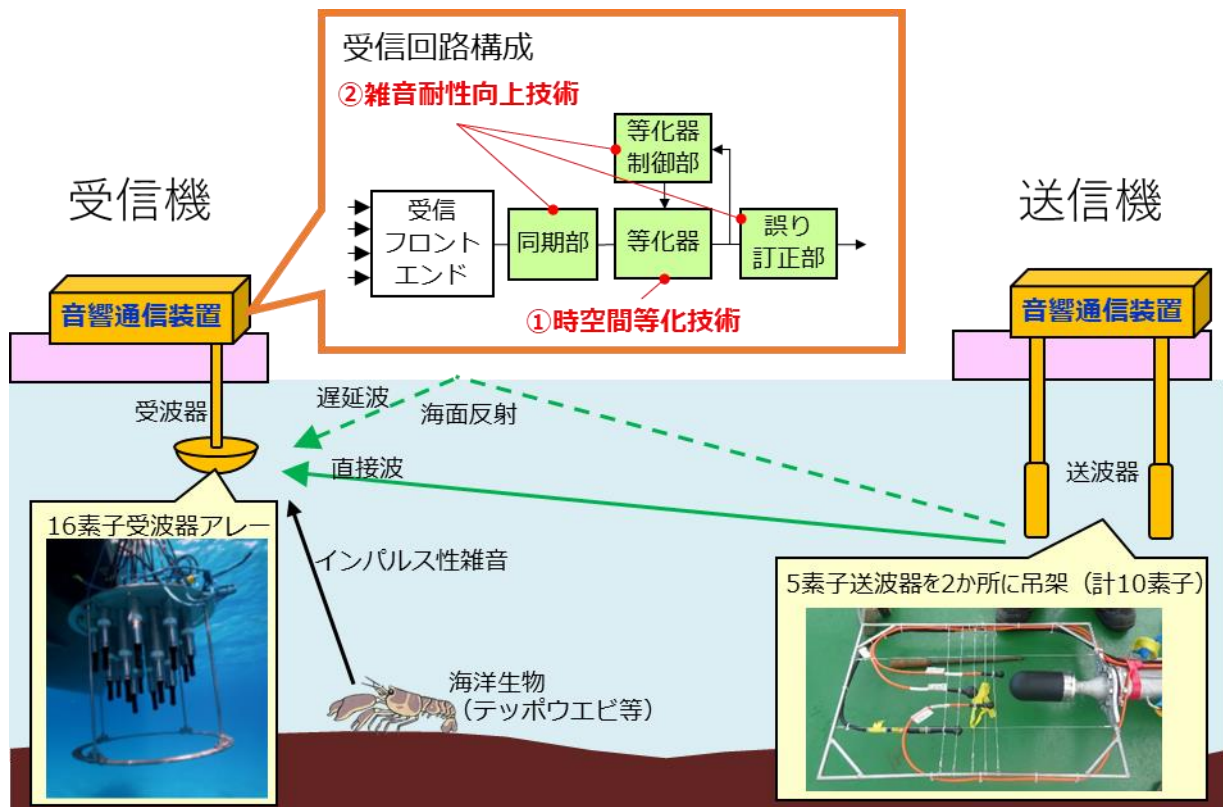 受信回路構成
②雑音耐性向上技術
等化器
制御部
受信
フロント
エンド
同期部
等化器
誤り
訂正部
①時空間等化技術
受信機
送信機
音響通信装置
音響通信装置
受波器
遅延波
海面反射
直接波
送波器
16素子受波器アレー
インパルス性雑音
5素子送波器を2か所に吊架（計10素子）
海洋生物
（テッポウエビ等）